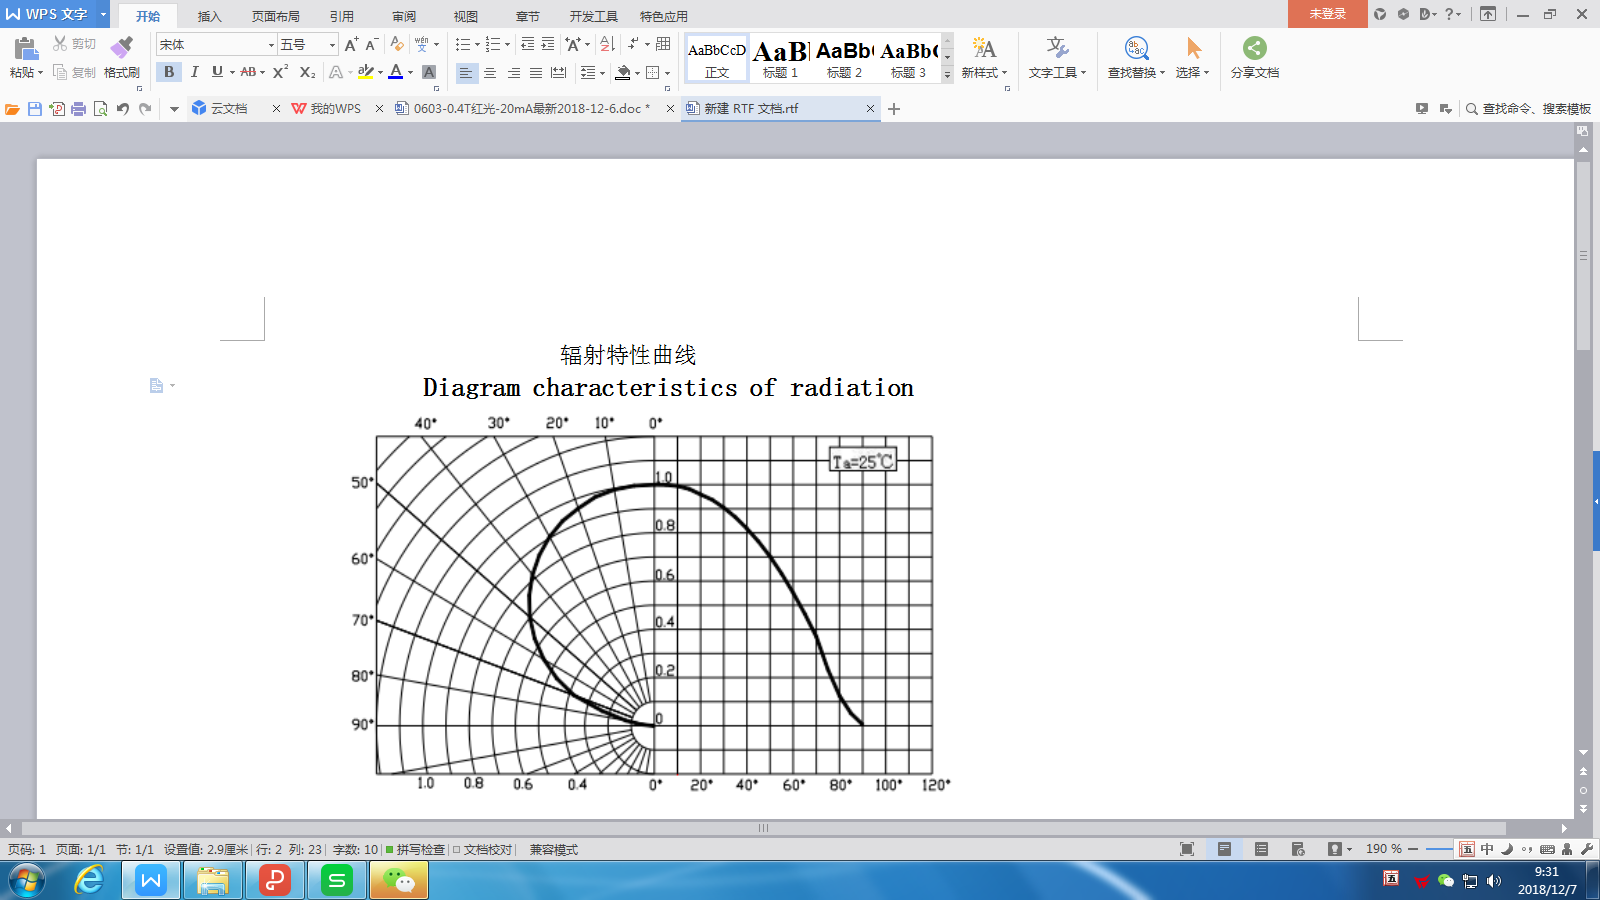 WPS 文字
开始 插入 页面布局 引用 审阅 视图 章节 开发工具 特色应用
未登录
粘贴 剪切 复制 格式刷
宋体 五号
B I U AB X² X₂
AaBbCcD 正文
AaBl 标题 1
AaBb( 标题 2
AaBb( 标题 3
新样式 文字工具 查找替换 选择 分享文档
云文档 我的WPS 0603-0.4T红光-20mA最新2018-12-6.doc * 新建 RTF 文档.rtf
查找命令、搜索模板
辐射特性曲线
Diagram characteristics of radiation
40° 30° 20° 10° 0°
Ta=25℃
50°
60°
70°
80°
90°
1.0
0.8
0.6
0.4
0.2
0
1.0 0.8 0.6 0.4 0° 20° 40° 60° 80° 100° 120°
页码: 1 页面: 1/1 节: 1/1 设置值: 2.9厘米 行: 2 列: 23 字数: 10 拼写检查 文档校对 兼容模式
190 %
五 中
五
9:31
2018/12/7